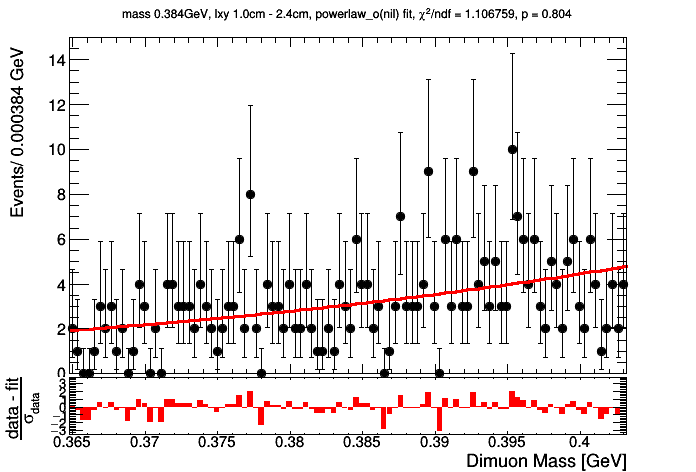 mass 0.384GeV, lxy 1.0cm - 2.4cm, powerlaw_o(nil) fit, χ²/ndf = 1.106759, p = 0.804
Events/ 0.000384 GeV
14
12
10
8
6
4
2
0
data - fit
σ_data
3
2
1
0
−1
−2
−3
0.365 0.37 0.375 0.38 0.385 0.39 0.395 0.4
Dimuon Mass [GeV]